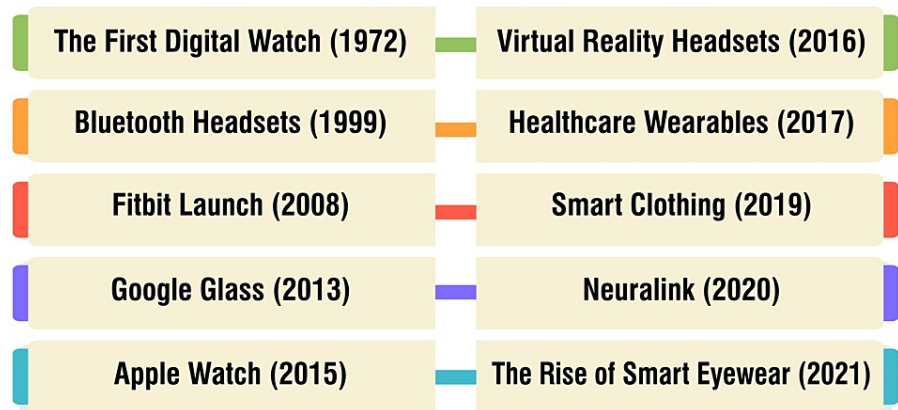 The First Digital Watch (1972)
Virtual Reality Headsets (2016)
Bluetooth Headsets (1999)
Healthcare Wearables (2017)
Fitbit Launch (2008)
Smart Clothing (2019)
Google Glass (2013)
Neuralink (2020)
Apple Watch (2015)
The Rise of Smart Eyewear (2021)